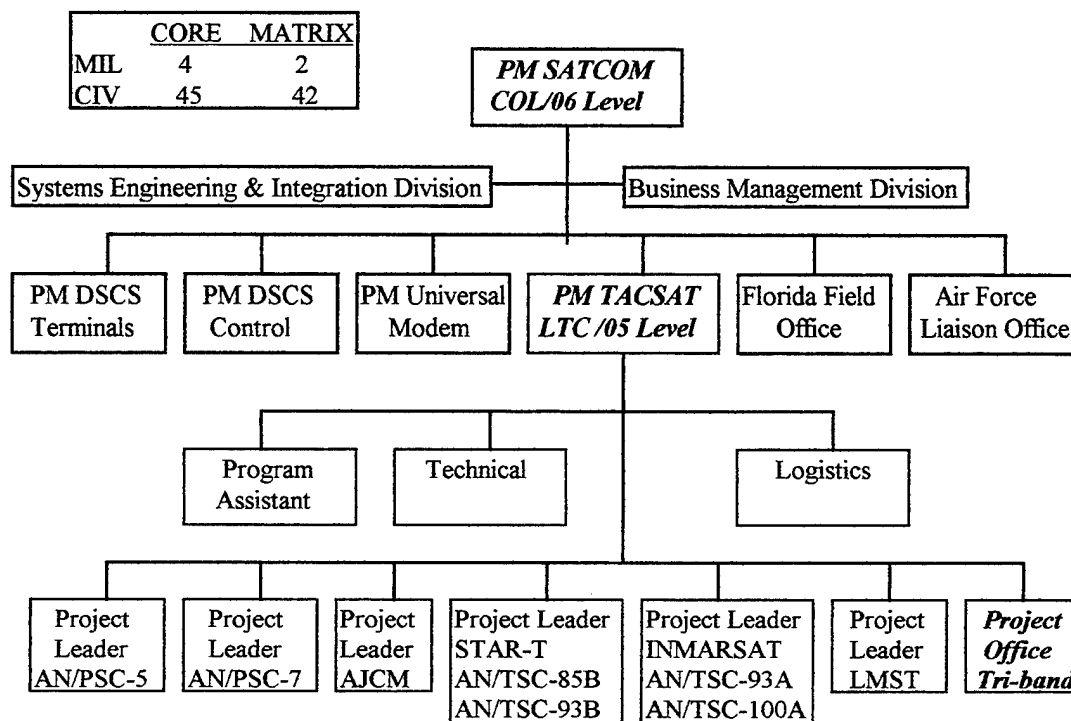 CORE MATRIX
MIL 4 2
CIV 45 42
PM SATCOM
COL/06 Level
Systems Engineering & Integration Division
Business Management Division
PM DSCS
Terminals
PM DSCS
Control
PM Universal
Modem
PM TACSAT
LTC /05 Level
Florida Field
Office
Air Force
Liaison Office
Program
Assistant
Technical
Logistics
Project
Leader
AN/PSC-5
Project
Leader
AN/PSC-7
Project
Leader
AJCM
Project Leader
STAR-T
AN/TSC-85B
AN/TSC-93B
Project Leader
INMARSAT
AN/TSC-93A
AN/TSC-100A
Project
Leader
LMST
Project
Office
Tri-band